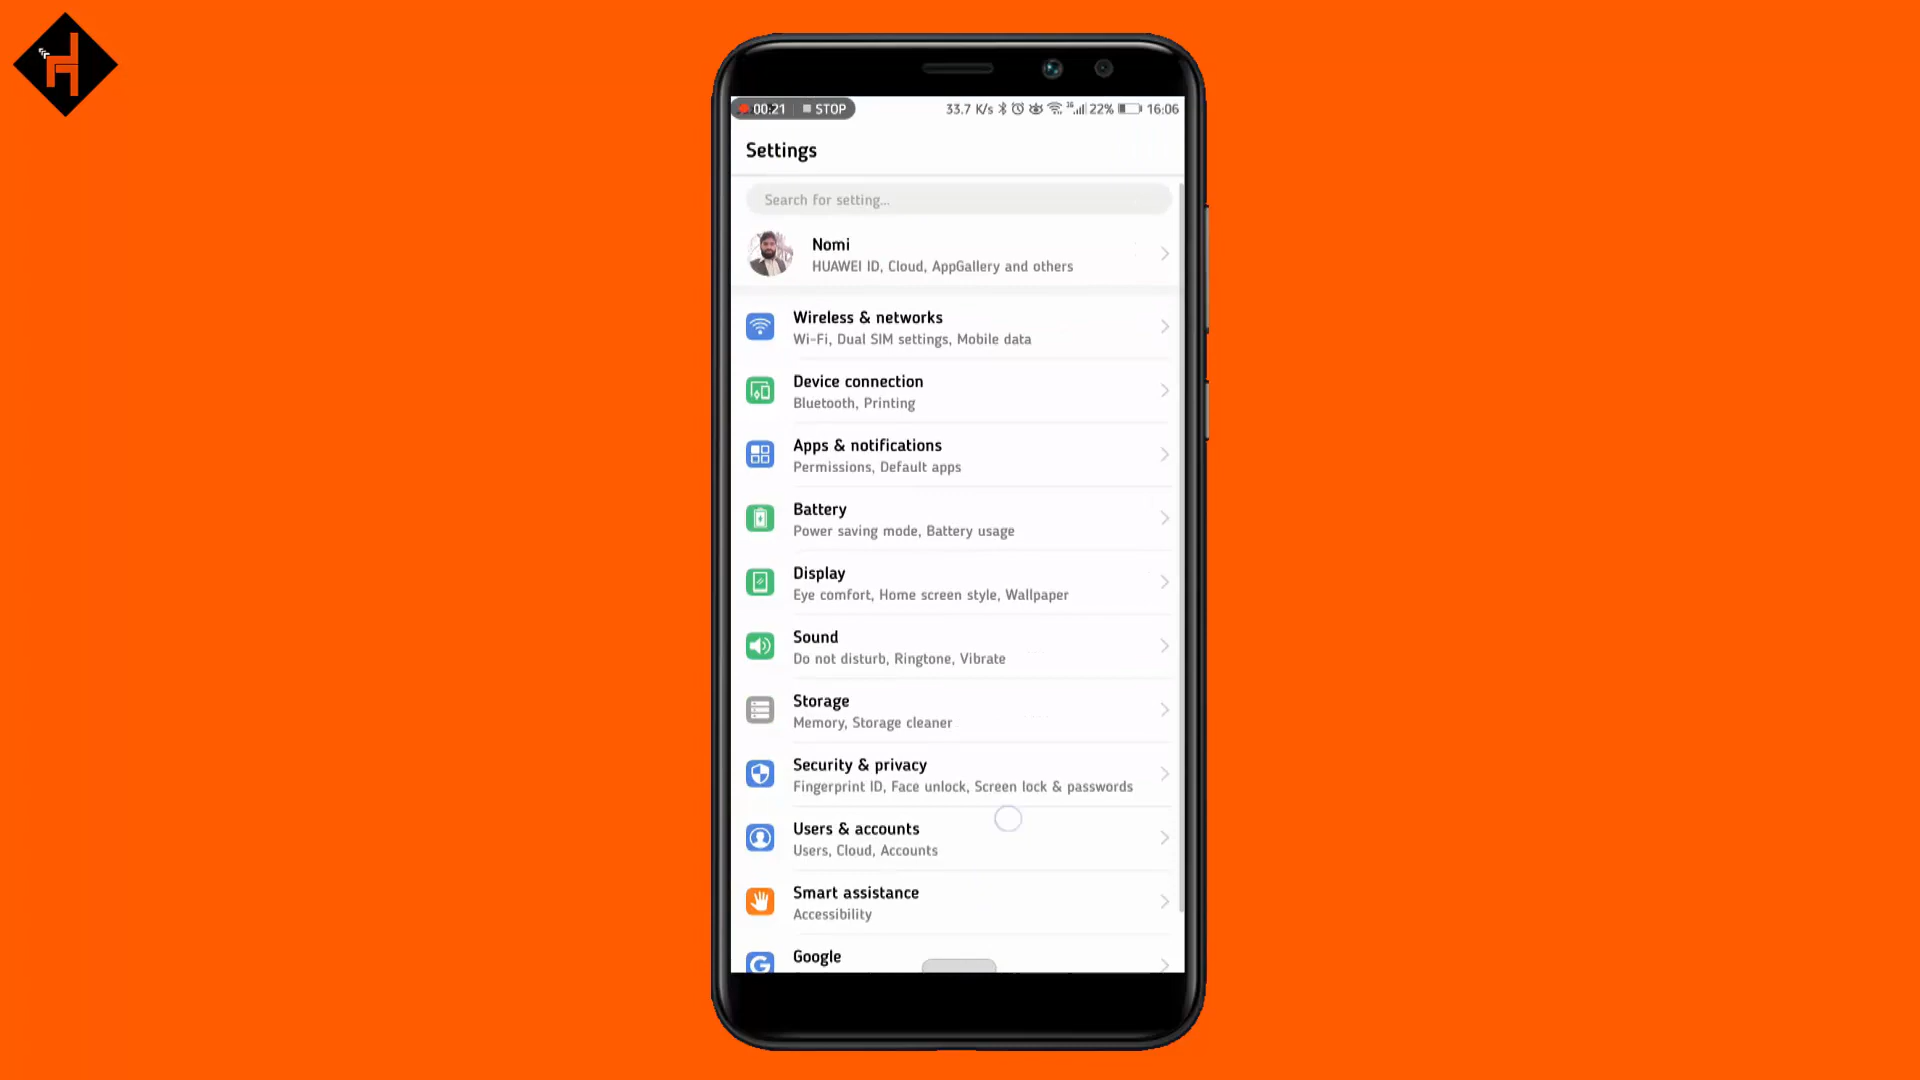 00:21 STOP 33.7 K/s 3G 22% 16:06
Settings
Search for setting...
Nomi
HUAWEI ID, Cloud, AppGallery and others
Wireless & networks
Wi-Fi, Dual SIM settings, Mobile data
Device connection
Bluetooth, Printing
Apps & notifications
Permissions, Default apps
Battery
Power saving mode, Battery usage
Display
Eye comfort, Home screen style, Wallpaper
Sound
Do not disturb, Ringtone, Vibrate
Storage
Memory, Storage cleaner
Security & privacy
Fingerprint ID, Face unlock, Screen lock & passwords
Users & accounts
Users, Cloud, Accounts
Smart assistance
Accessibility
Google